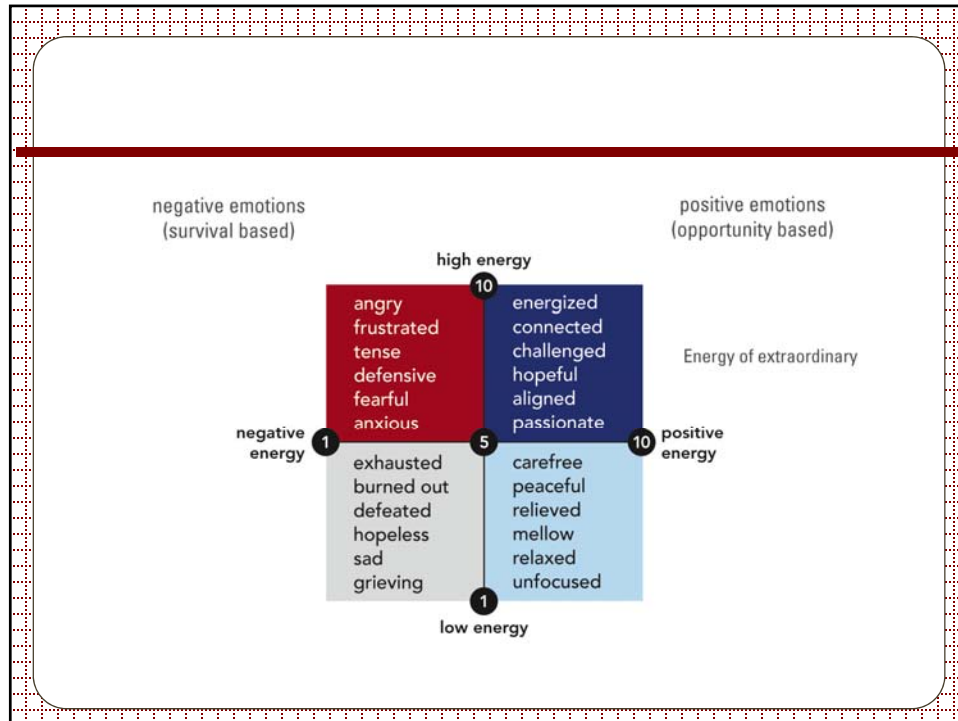 negative emotions
(survival based)
positive emotions
(opportunity based)
high energy
10
angry
frustrated
tense
defensive
fearful
anxious
energized
connected
challenged
hopeful
aligned
passionate
Energy of extraordinary
negative
energy
1
5
10
positive
energy
exhausted
burned out
defeated
hopeless
sad
grieving
carefree
peaceful
relieved
mellow
relaxed
unfocused
1
low energy